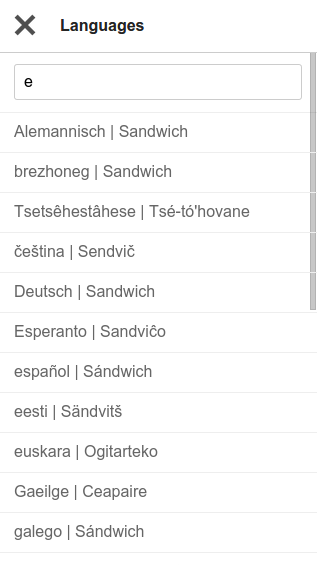 Languages
e
Alemannisch | Sandwich
brezhoneg | Sandwich
Tsetsêhestâhese | Tsé-tó'hovane
čeština | Sendvič
Deutsch | Sandwich
Esperanto | Sandviĉo
español | Sándwich
eesti | Sändvitš
euskara | Ogitarteko
Gaeilge | Ceapaire
galego | Sándwich